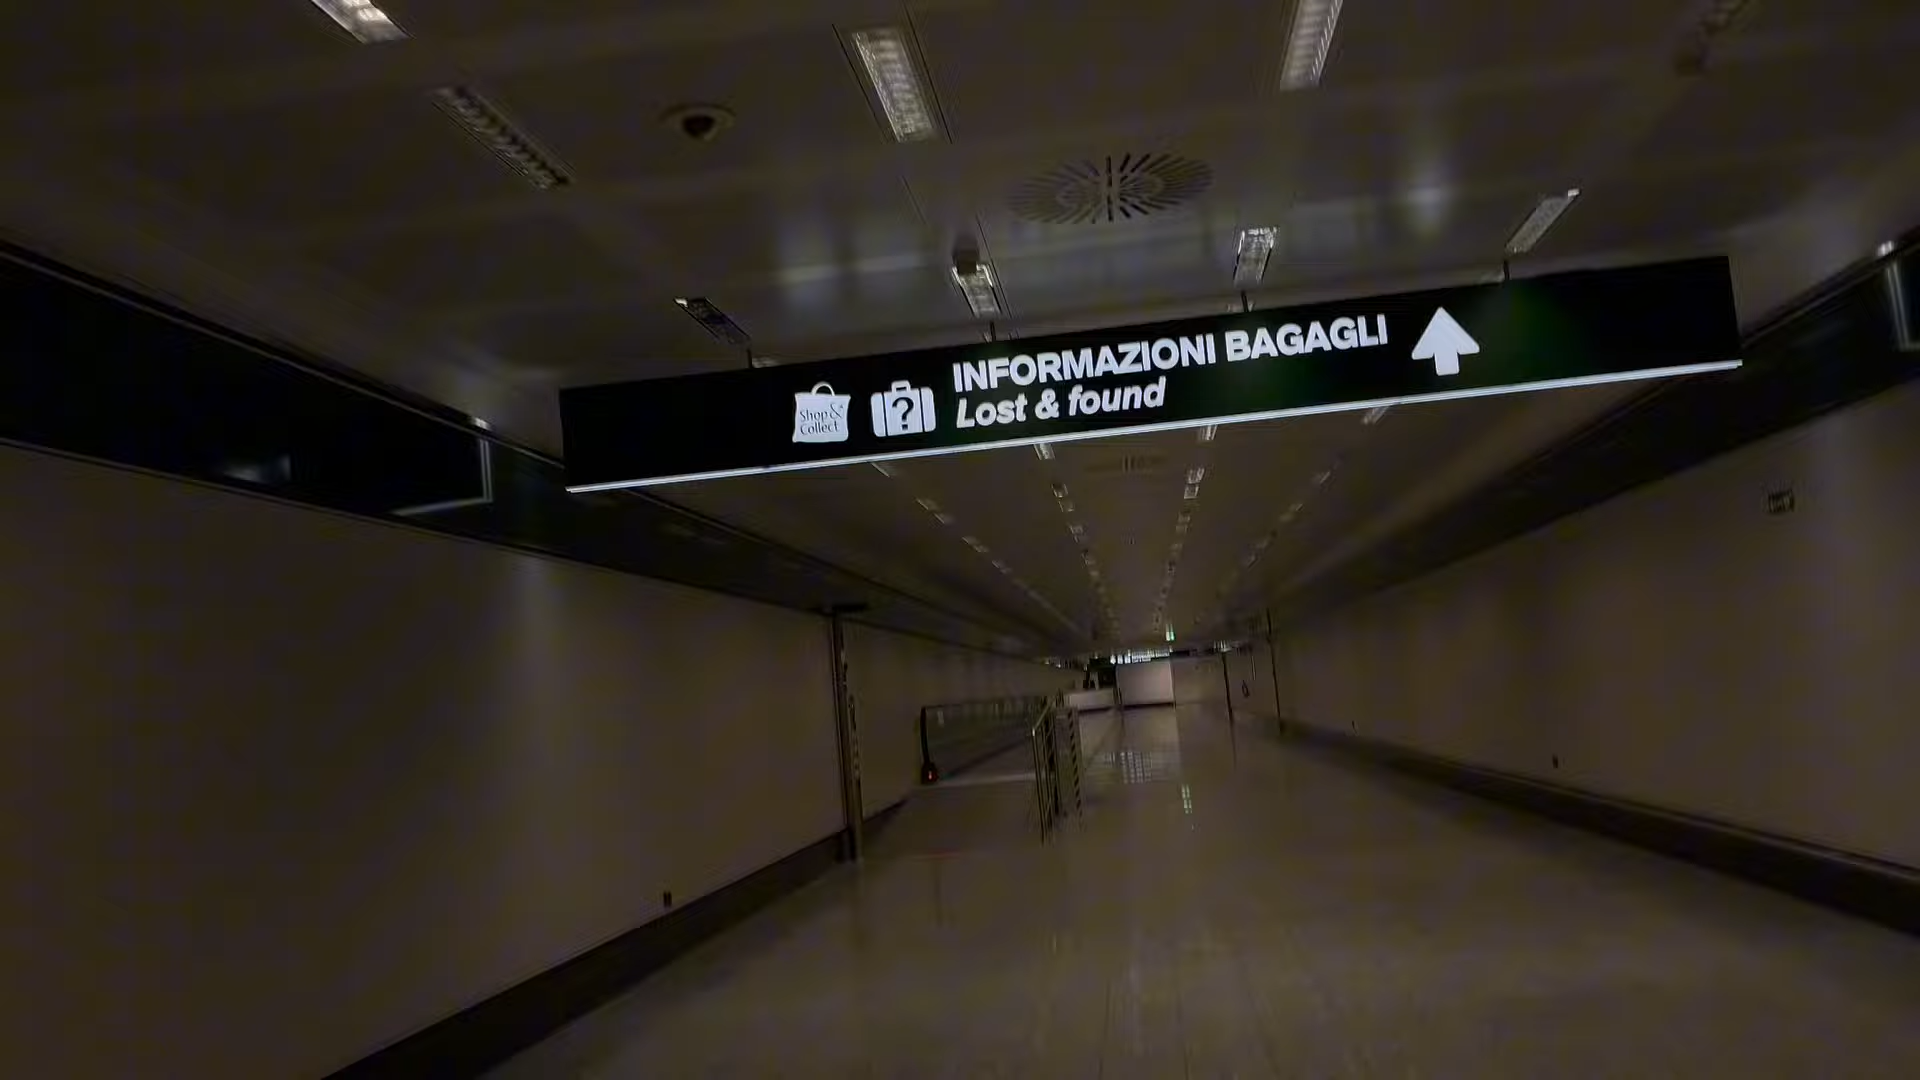 Shop &
Collect
?
INFORMAZIONI BAGAGLI
Lost & found